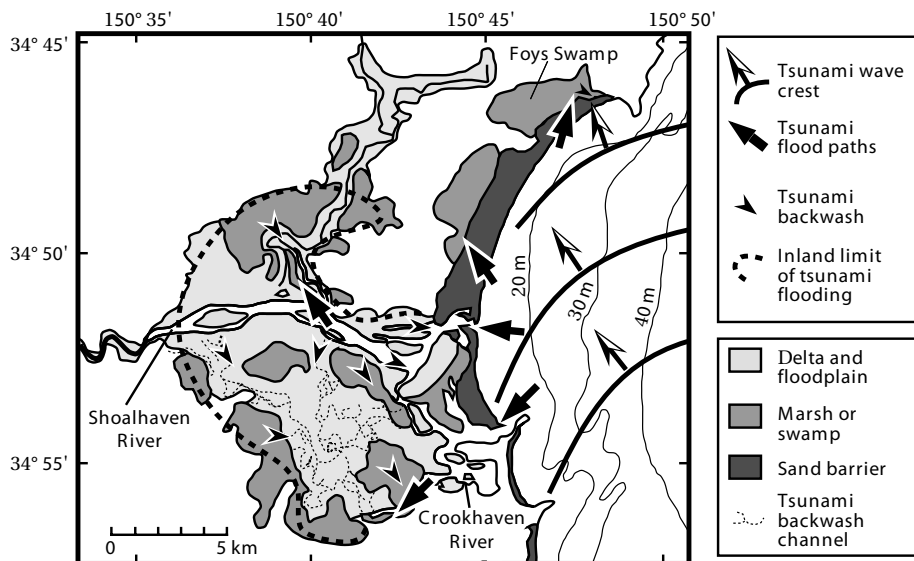 150° 35'
150° 40'
150° 45'
150° 50'
34° 45'
Foys Swamp
34° 50'
20 m
30 m
40 m
Shoalhaven
River
34° 55'
Crookhaven
River
0 5 km
Tsunami wave
crest
Tsunami
flood paths
Tsunami
backwash
Inland limit
of tsunami
flooding
Delta and
floodplain
Marsh or
swamp
Sand barrier
Tsunami
backwash
channel